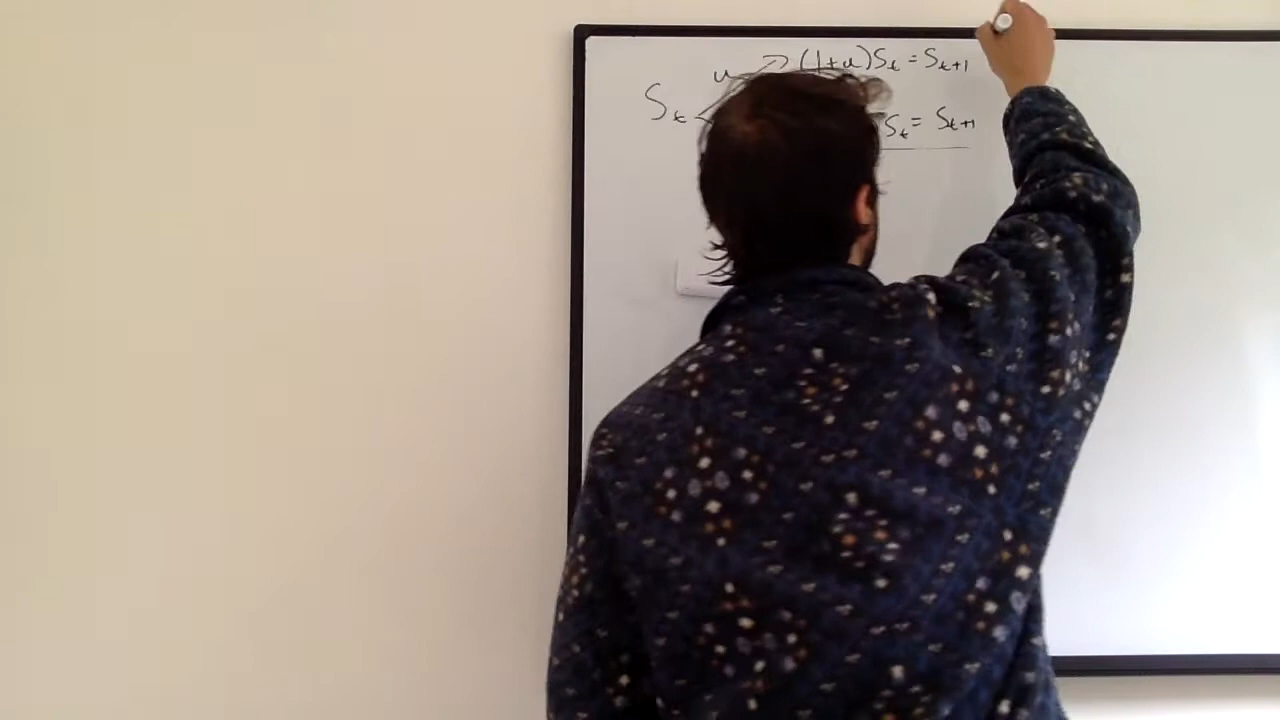 u (1+u)S_t = S_{t+1}
S_t
S_t = S_{t+1}